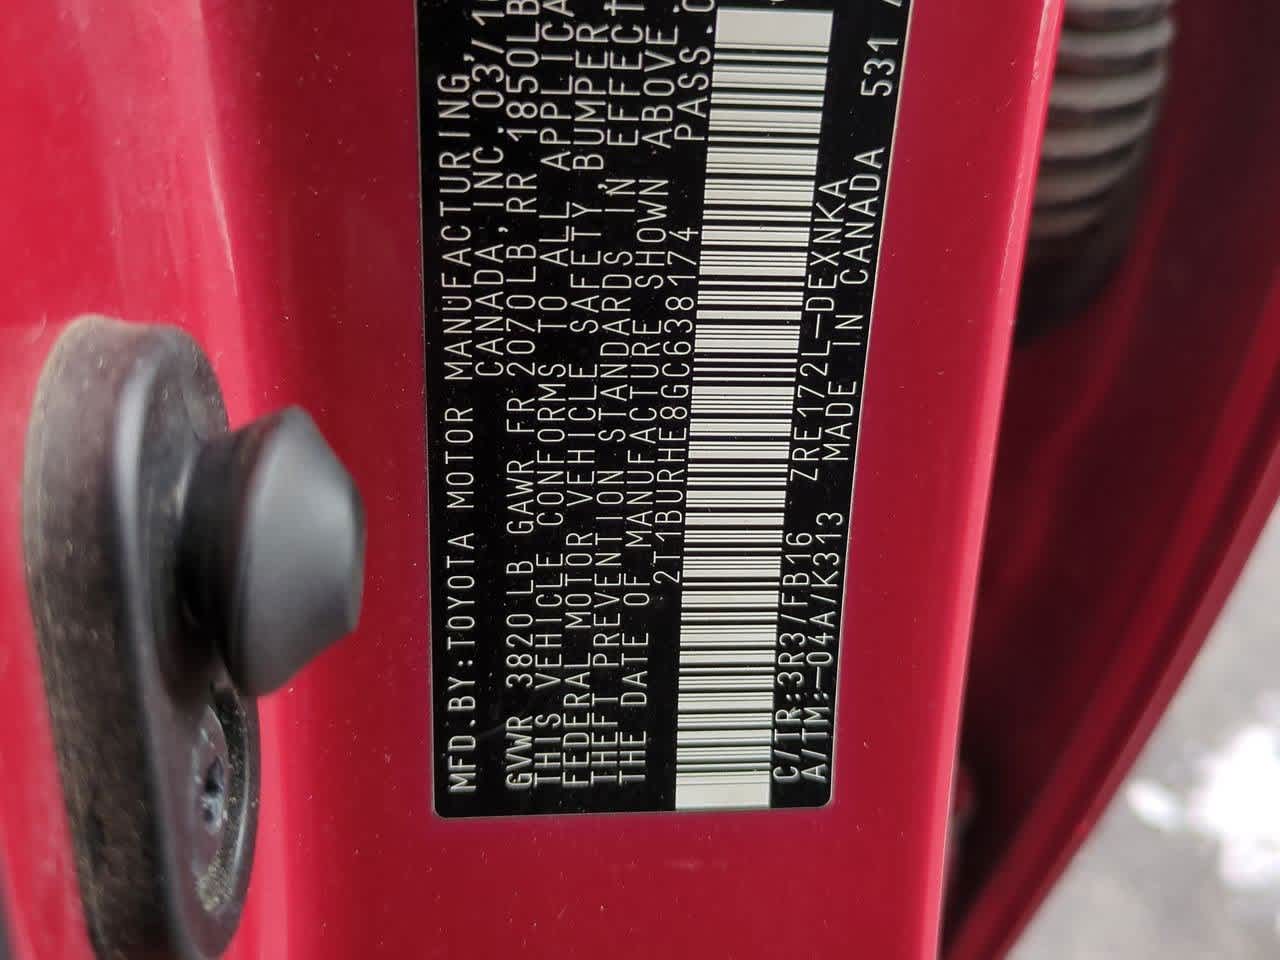 MFD.BY:TOYOTA MOTOR MANUFACTURING,
CANADA, INC. 03/1
GVWR 3820 LB GAWR FR 2070LB, RR 1850LB
THIS VEHICLE CONFORMS TO ALL APPLICA
FEDERAL MOTOR VEHICLE SAFETY, BUMPER
THEFT PREVENTION STANDARDS IN EFFECT
THE DATE OF MANUFACTURE SHOWN ABOVE
2T1BURHE8GC638174 PASS.C
C/TR:3R3/FB16 ZRE172L-DEXNKA
A/TM:-04A/K313 MADE IN CANADA 531